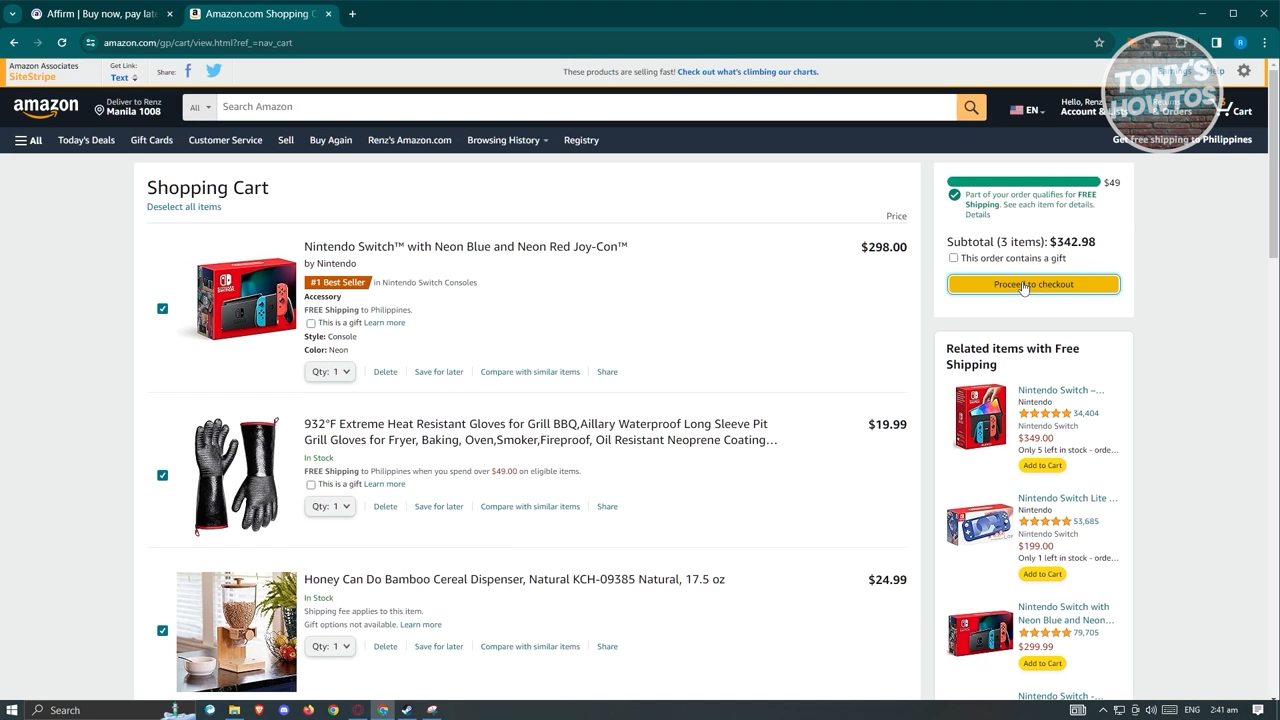 Affirm | Buy now, pay late
Amazon.com Shopping C
amazon.com/gp/cart/view.html?ref_=nav_cart
R
Amazon Associates
SiteStripe
Get Link:
Text
Share:
These products are selling fast! Check out what's climbing our charts.
Earnings
Help
TONY'S
HOWTOS
amazon
Deliver to Renz
Manila 1008
All
Search Amazon
EN
Hello, Renz
Account & Lists
Returns
& Orders
Cart
All
Today's Deals
Gift Cards
Customer Service
Sell
Buy Again
Renz's Amazon.com
Browsing History
Registry
Get free shipping to Philippines
Shopping Cart
Deselect all items
Price
Nintendo Switch™ with Neon Blue and Neon Red Joy‑Con™
$298.00
by Nintendo
#1 Best Seller in Nintendo Switch Consoles
Accessory
FREE Shipping to Philippines.
This is a gift Learn more
Style: Console
Color: Neon
Qty: 1
Delete
Save for later
Compare with similar items
Share
932°F Extreme Heat Resistant Gloves for Grill BBQ,Aillary Waterproof Long Sleeve Pit
Grill Gloves for Fryer, Baking, Oven,Smoker,Fireproof, Oil Resistant Neoprene Coating…
$19.99
In Stock
FREE Shipping to Philippines when you spend over $49.00 on eligible items.
This is a gift Learn more
Qty: 1
Delete
Save for later
Compare with similar items
Share
Honey Can Do Bamboo Cereal Dispenser, Natural KCH-09385 Natural, 17.5 oz
$24.99
In Stock
Shipping fee applies to this item.
Gift options not available. Learn more
Qty: 1
Delete
Save for later
Compare with similar items
Share
$49
Part of your order qualifies for FREE
Shipping. See each item for details.
Details
Subtotal (3 items): $342.98
This order contains a gift
Proceed to checkout
Related items with Free
Shipping
Nintendo Switch –…
Nintendo
34,404
Nintendo Switch
$349.00
Only 5 left in stock - orde…
Add to Cart
Nintendo Switch Lite …
Nintendo
53,685
Nintendo Switch
$199.00
Only 1 left in stock - orde…
Add to Cart
Nintendo Switch with
Neon Blue and Neon…
79,705
$299.99
Add to Cart
Nintendo Switch -…
Search
ENG
2:41 am